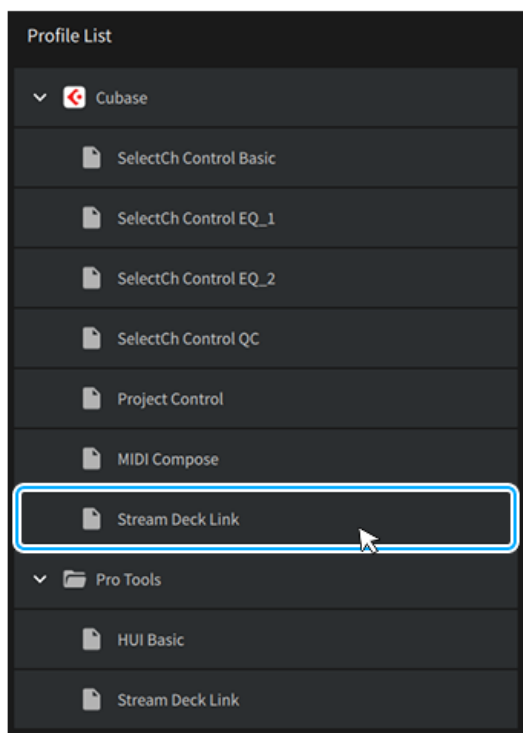 Profile List
Cubase
SelectCh Control Basic
SelectCh Control EQ_1
SelectCh Control EQ_2
SelectCh Control QC
Project Control
MIDI Compose
Stream Deck Link
Pro Tools
HUI Basic
Stream Deck Link